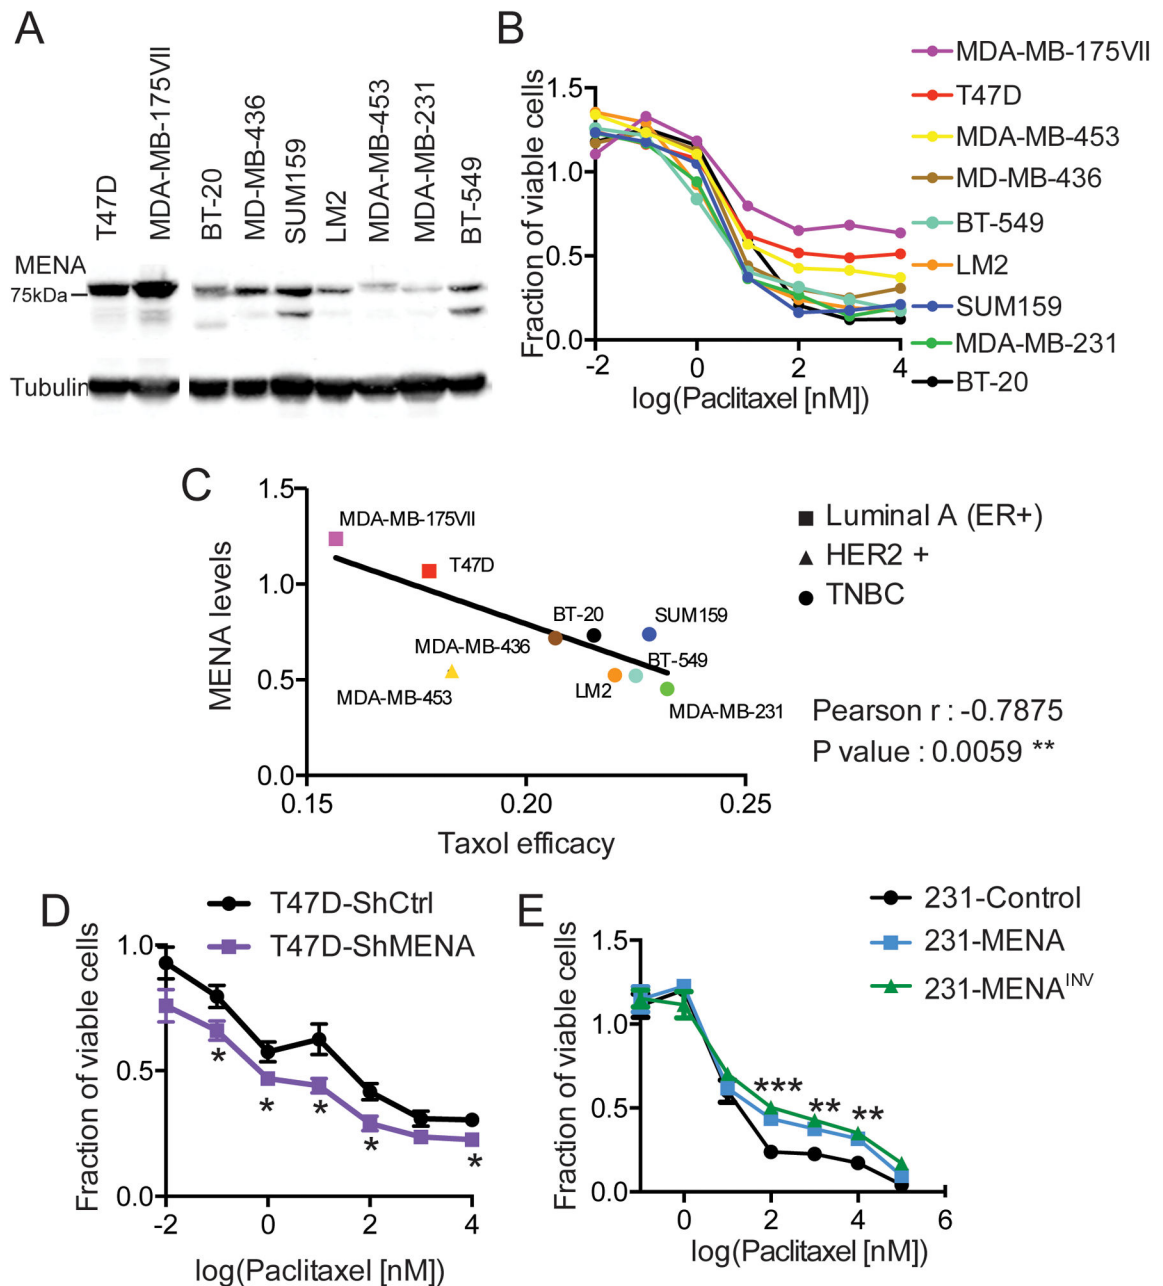 A
T47D
MDA-MB-175VII
BT-20
MD-MB-436
SUM159
LM2
MDA-MB-453
MDA-MB-231
BT-549
MENA
75kDa
Tubulin
B
Fraction of viable cells
1.5
1.0
0.5
0.0
-2
0
2
4
log(Paclitaxel [nM])
MDA-MB-175VII
T47D
MDA-MB-453
MD-MB-436
BT-549
LM2
SUM159
MDA-MB-231
BT-20
C
MENA levels
1.5
1.0
0.5
0.0
0.15
0.20
0.25
Taxol efficacy
MDA-MB-175VII
T47D
BT-20
SUM159
MDA-MB-436
BT-549
MDA-MB-453
LM2
MDA-MB-231
Luminal A (ER+)
HER2 +
TNBC
Pearson r : -0.7875
P value : 0.0059 **
D
T47D-ShCtrl
T47D-ShMENA
Fraction of viable cells
1.0
0.5
0.0
* * * * *
-2
0
2
4
log(Paclitaxel [nM])
E
231-Control
231-MENA
231-MENA^INV
Fraction of viable cells
1.5
1.0
0.5
0.0
*** ** **
0
2
4
6
log(Paclitaxel [nM])